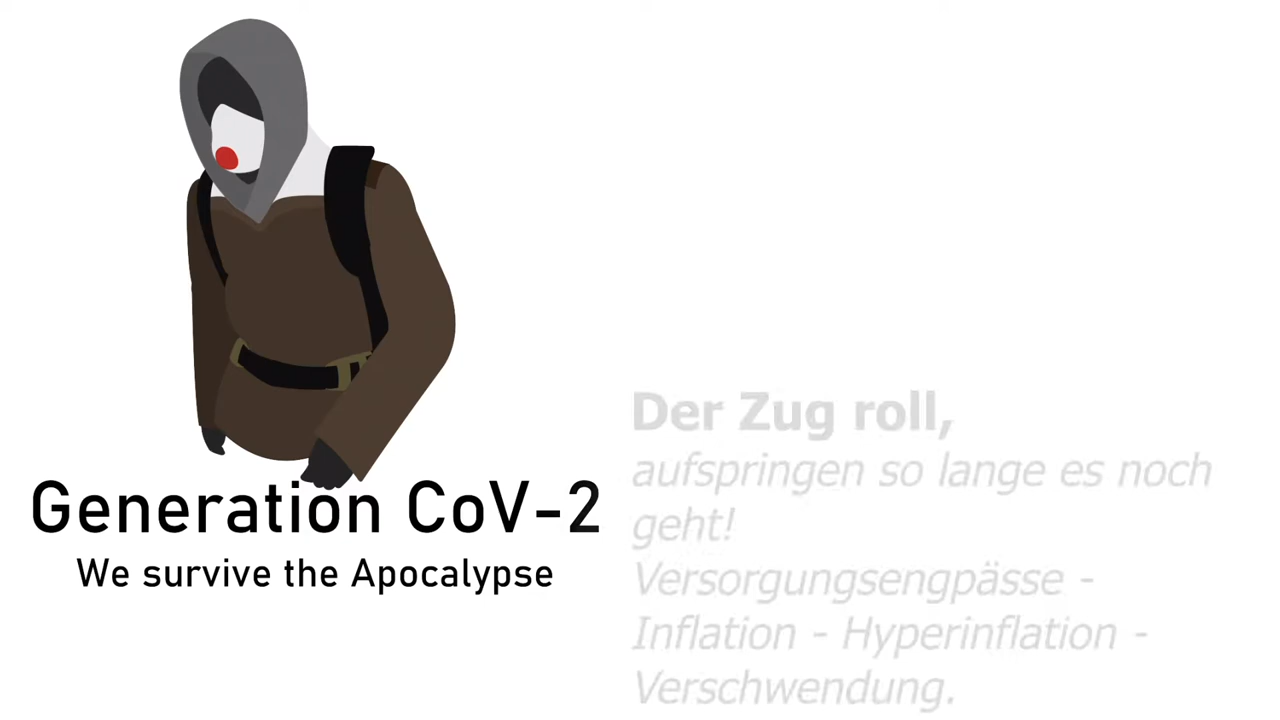 Generation CoV-2
We survive the Apocalypse
Der Zug roll,
aufspringen so lange es noch
geht!
Versorgungsengpässe -
Inflation - Hyperinflation -
Verschwendung.